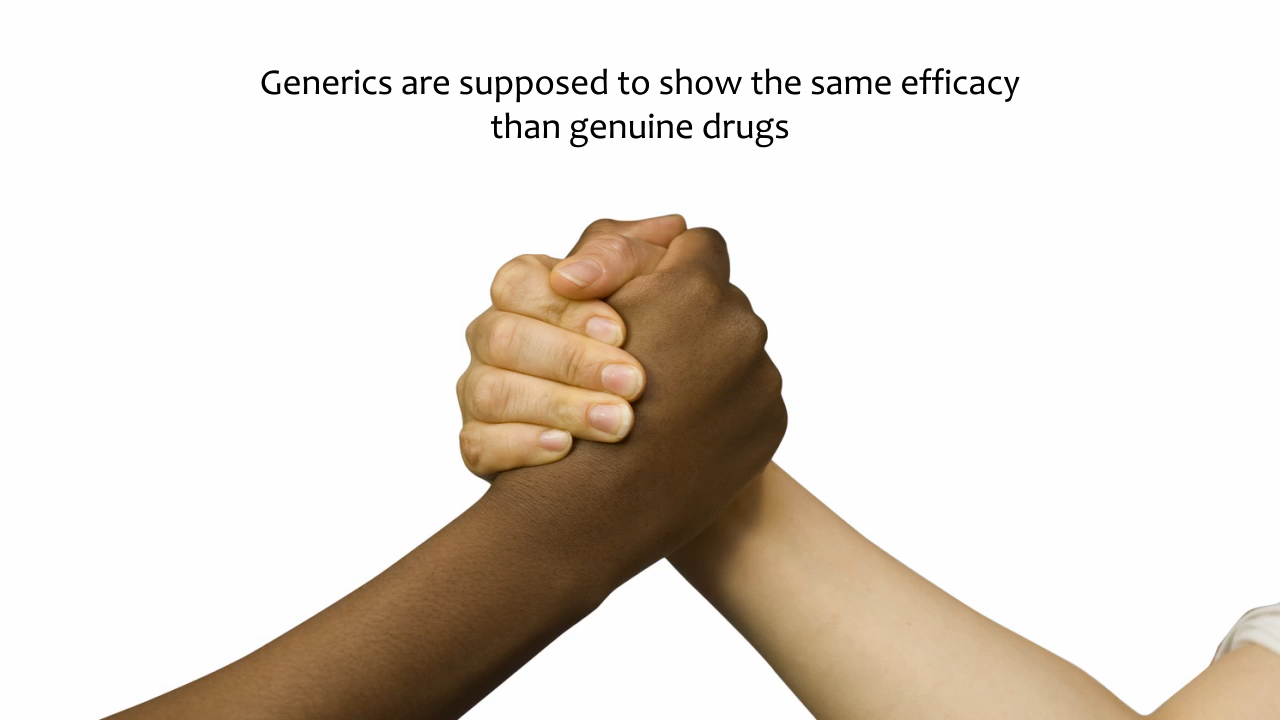 Generics are supposed to show the same efficacy
than genuine drugs